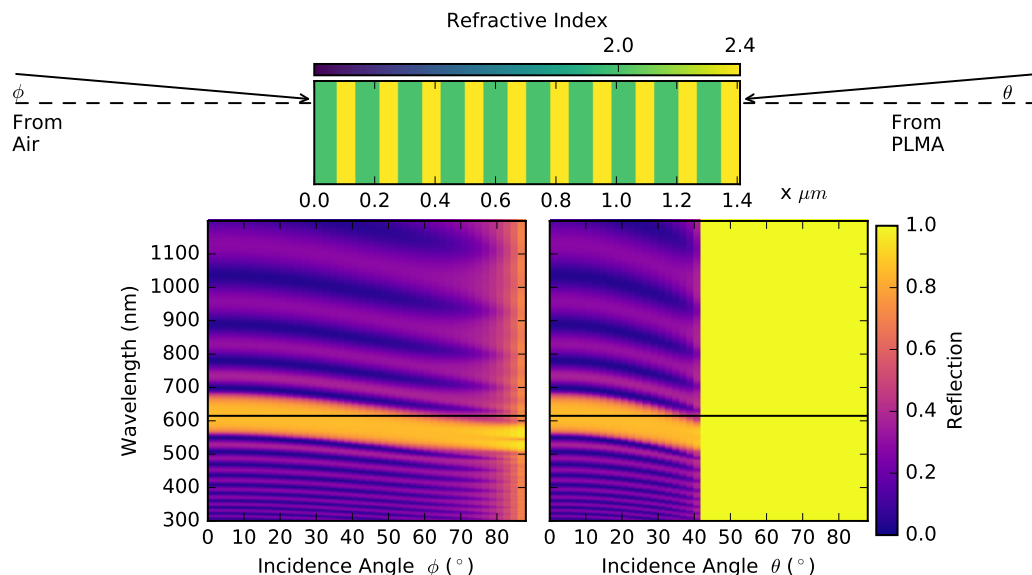 Refractive Index
2.0 2.4
ϕ θ
From
Air
From
PLMA
0.0 0.2 0.4 0.6 0.8 1.0 1.2 1.4
x μm
Wavelength (nm)
1100
1000
900
800
700
600
500
400
300
0 10 20 30 40 50 60 70 80
Incidence Angle ϕ (°)
0 10 20 30 40 50 60 70 80
Incidence Angle θ (°)
1.0
0.8
0.6
0.4
0.2
0.0
Reflection